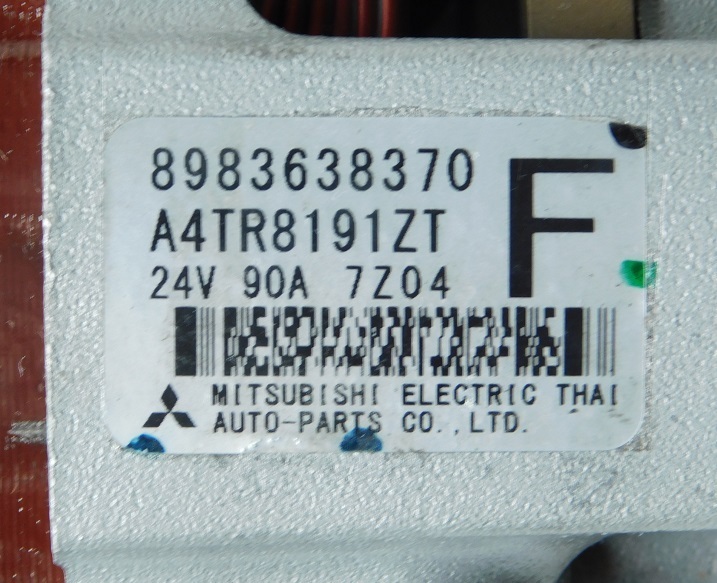 8983638370
F
A4TR8191ZT
24V 90A 7Z04
MITSUBISHI ELECTRIC THAI
AUTO-PARTS CO.,LTD.